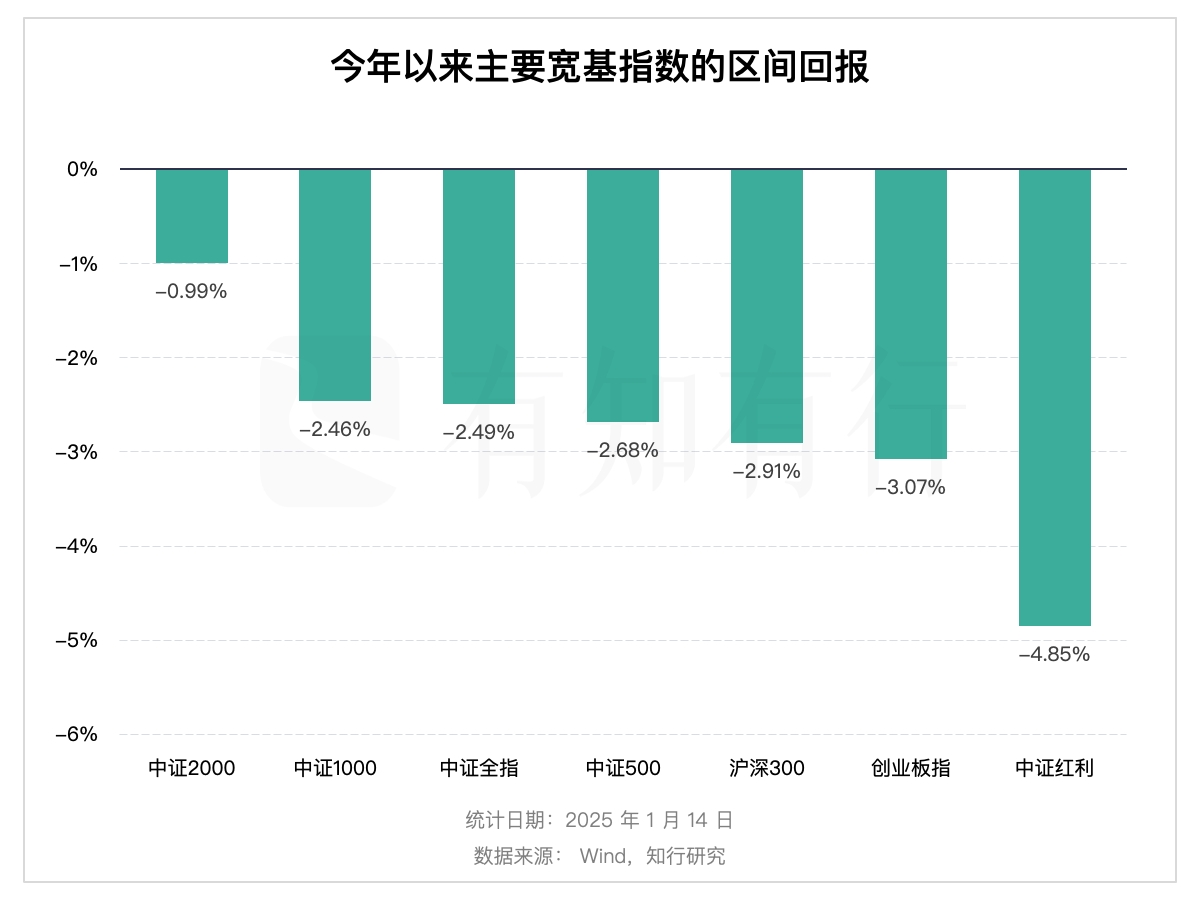 今年以来主要宽基指数的区间回报
0%
–1%
–2%
–3%
–4%
–5%
–6%
–0.99%
–2.46%
–2.49%
–2.68%
–2.91%
–3.07%
–4.85%
有知有行
中证2000 中证1000 中证全指 中证500 沪深300 创业板指 中证红利
统计日期：2025 年 1 月 14 日
数据来源： Wind，知行研究